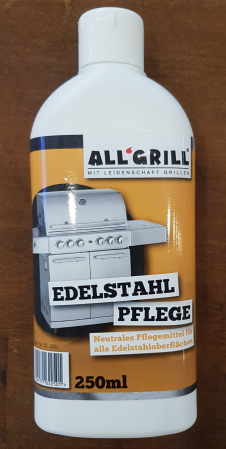 ALL'GRILL
MIT LEIDENSCHAFT GRILLEN
EDELSTAHL
PFLEGE
Neutrales Pflegemittel für
alle Edelstahloberflächen
250ml